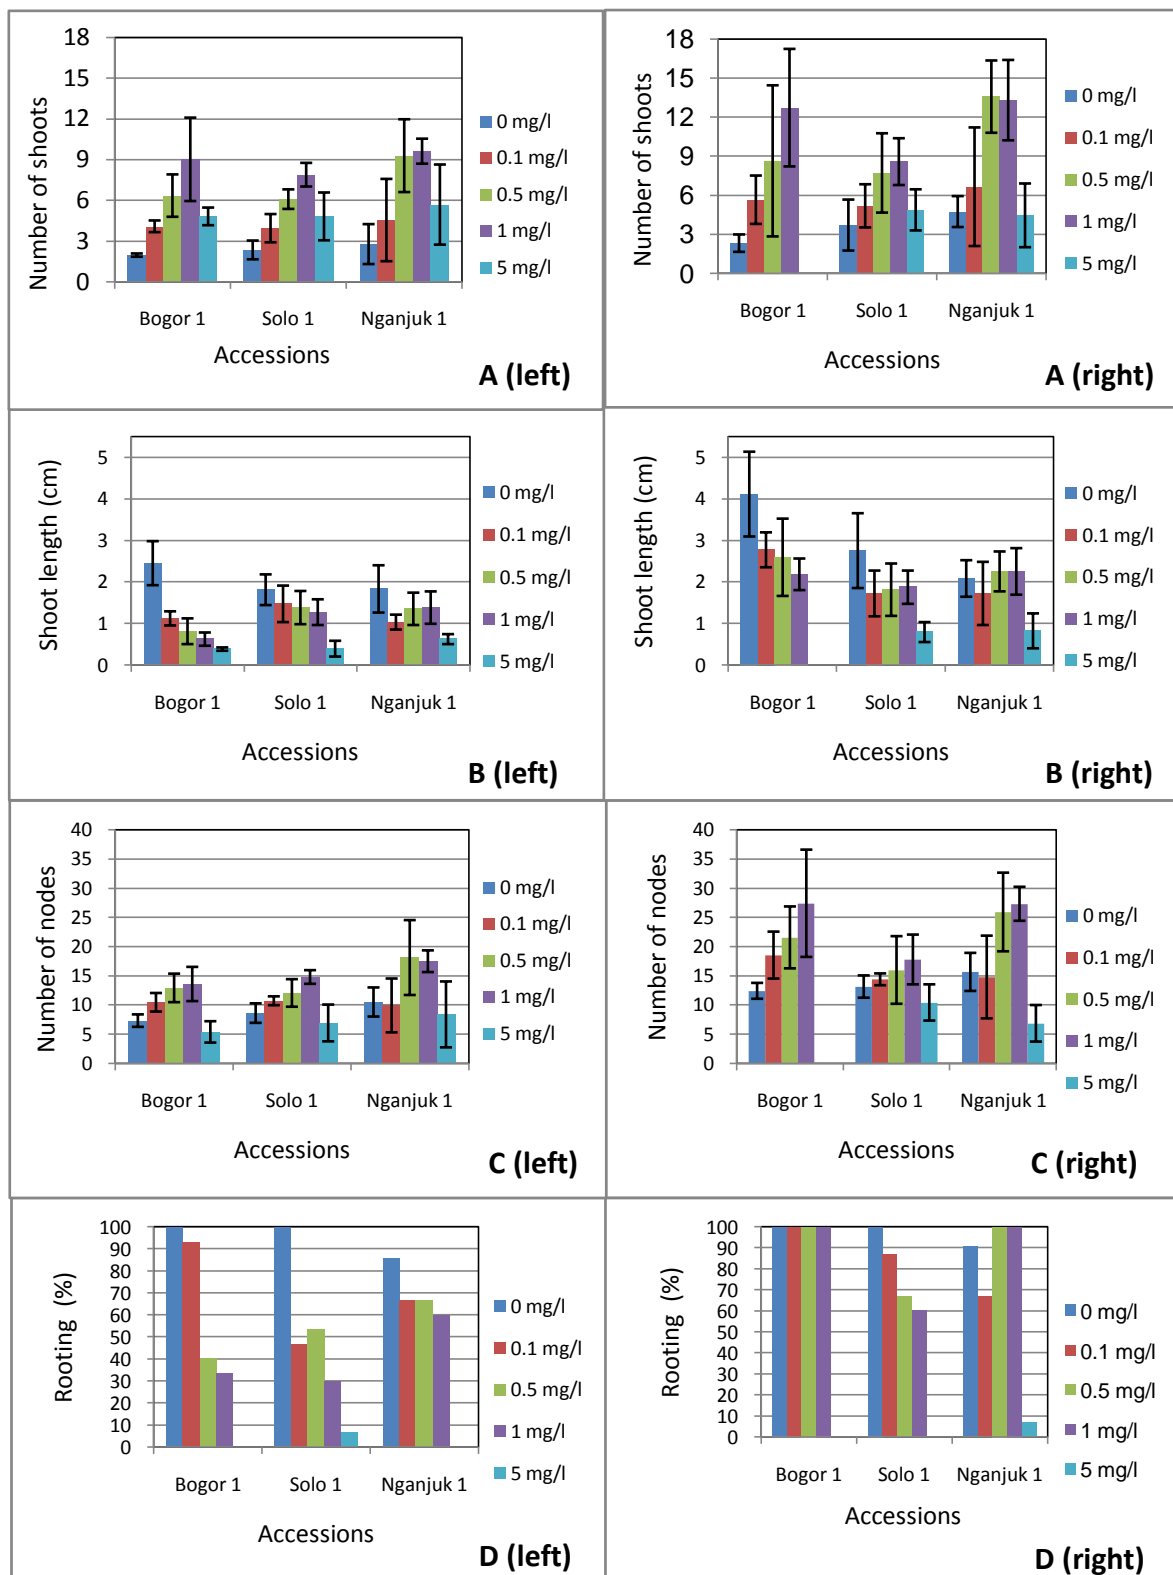 Number of shoots
18
15
12
9
6
3
0
Bogor 1 Solo 1 Nganjuk 1
Accessions
0 mg/l
0.1 mg/l
0.5 mg/l
1 mg/l
5 mg/l
A (left)
Number of shoots
18
15
12
9
6
3
0
Bogor 1 Solo 1 Nganjuk 1
Accessions
0 mg/l
0.1 mg/l
0.5 mg/l
1 mg/l
5 mg/l
A (right)
Shoot length (cm)
5
4
3
2
1
0
Bogor 1 Solo 1 Nganjuk 1
Accessions
0 mg/l
0.1 mg/l
0.5 mg/l
1 mg/l
5 mg/l
B (left)
Shoot length (cm)
5
4
3
2
1
0
Bogor 1 Solo 1 Nganjuk 1
Accessions
0 mg/l
0.1 mg/l
0.5 mg/l
1 mg/l
5 mg/l
B (right)
Number of nodes
40
35
30
25
20
15
10
5
0
Bogor 1 Solo 1 Nganjuk 1
Accessions
0 mg/l
0.1 mg/l
0.5 mg/l
1 mg/l
5 mg/l
C (left)
Number of nodes
40
35
30
25
20
15
10
5
0
Bogor 1 Solo 1 Nganjuk 1
Accessions
0 mg/l
0.1 mg/l
0.5 mg/l
1 mg/l
5 mg/l
C (right)
Rooting (%)
100
90
80
70
60
50
40
30
20
10
0
Bogor 1 Solo 1 Nganjuk 1
Accessions
0 mg/l
0.1 mg/l
0.5 mg/l
1 mg/l
5 mg/l
D (left)
Rooting (%)
100
90
80
70
60
50
40
30
20
10
0
Bogor 1 Solo 1 Nganjuk 1
Accessions
0 mg/l
0.1 mg/l
0.5 mg/l
1 mg/l
5 mg/l
D (right)